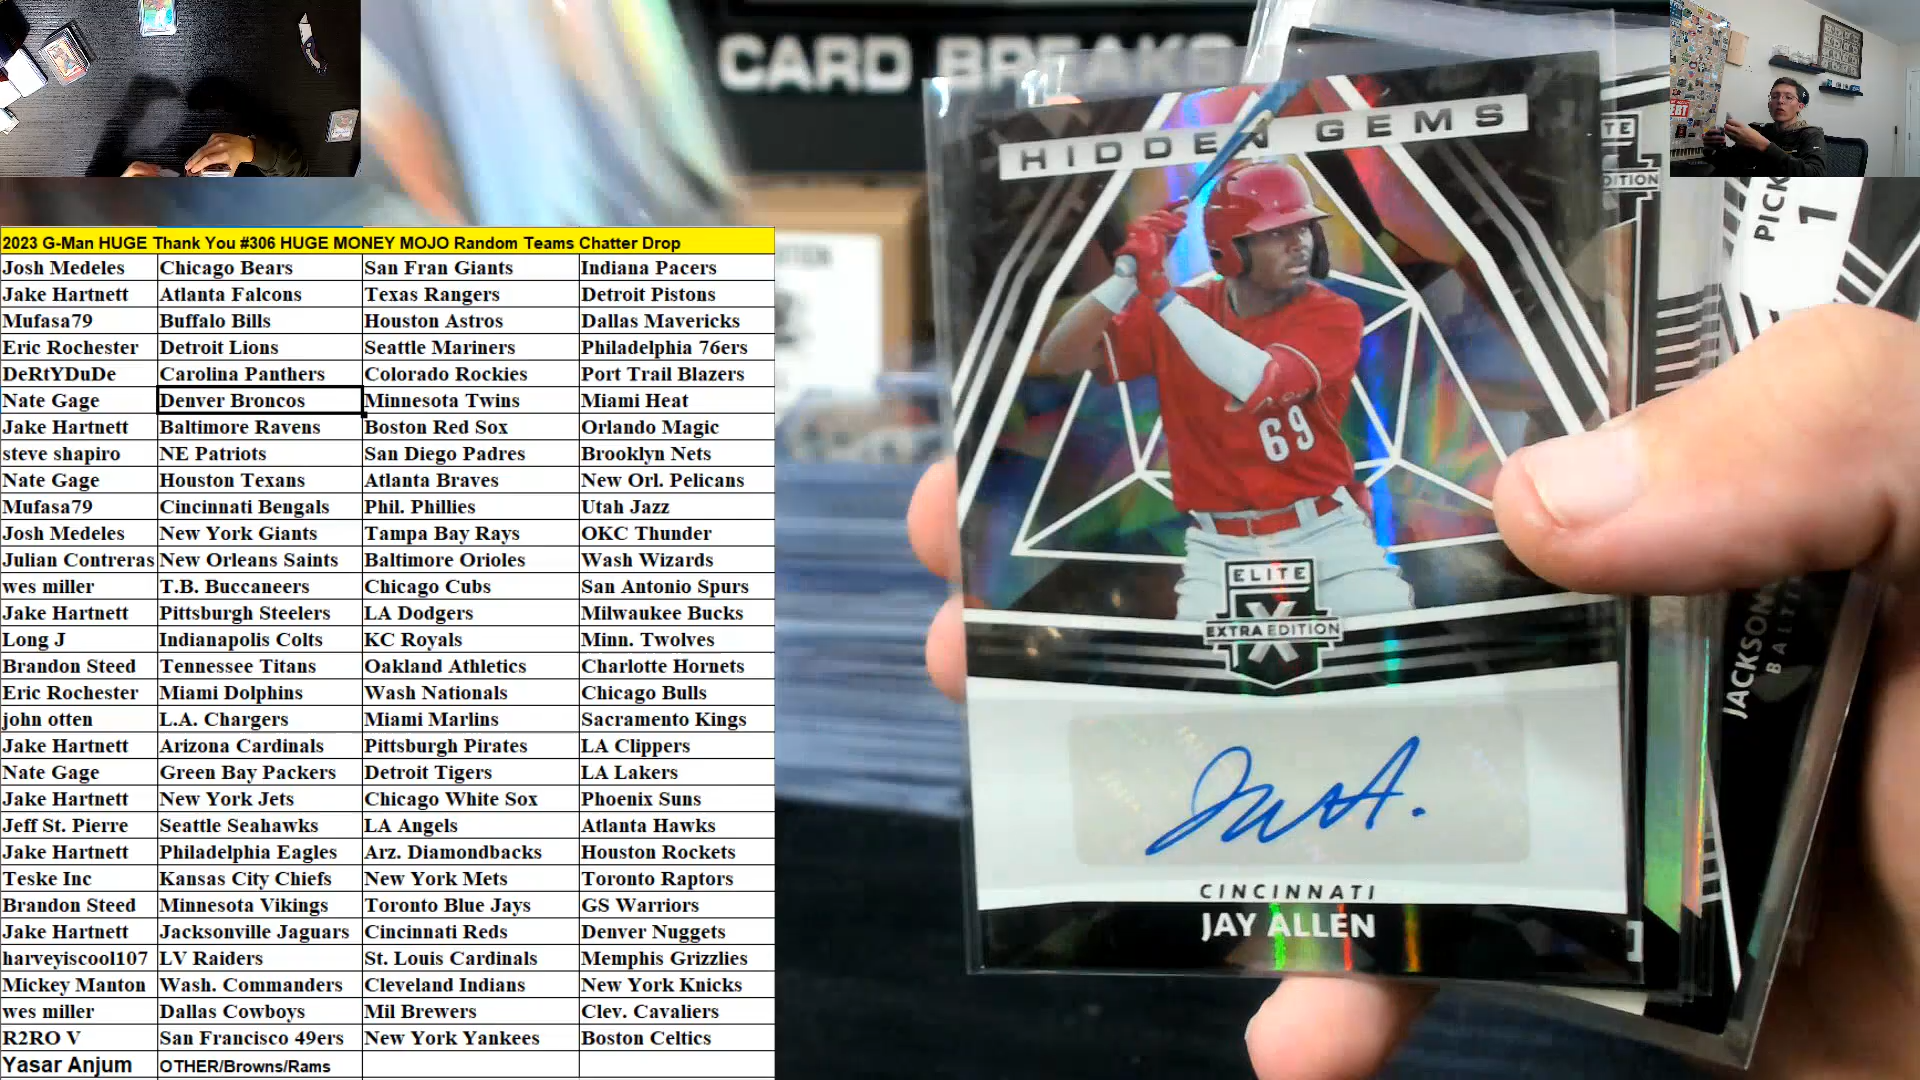 CARD BREAKS
2023 G-Man HUGE Thank You #306 HUGE MONEY MOJO Random Teams Chatter Drop
Josh Medeles Chicago Bears San Fran Giants Indiana Pacers
Jake Hartnett Atlanta Falcons Texas Rangers Detroit Pistons
Mufasa79 Buffalo Bills Houston Astros Dallas Mavericks
Eric Rochester Detroit Lions Seattle Mariners Philadelphia 76ers
DeRtYDuDe Carolina Panthers Colorado Rockies Port Trail Blazers
Nate Gage Denver Broncos Minnesota Twins Miami Heat
Jake Hartnett Baltimore Ravens Boston Red Sox Orlando Magic
steve shapiro NE Patriots San Diego Padres Brooklyn Nets
Nate Gage Houston Texans Atlanta Braves New Orl. Pelicans
Mufasa79 Cincinnati Bengals Phil. Phillies Utah Jazz
Josh Medeles New York Giants Tampa Bay Rays OKC Thunder
Julian Contreras New Orleans Saints Baltimore Orioles Wash Wizards
wes miller T.B. Buccaneers Chicago Cubs San Antonio Spurs
Jake Hartnett Pittsburgh Steelers LA Dodgers Milwaukee Bucks
Long J Indianapolis Colts KC Royals Minn. Twolves
Brandon Steed Tennessee Titans Oakland Athletics Charlotte Hornets
Eric Rochester Miami Dolphins Wash Nationals Chicago Bulls
john otten L.A. Chargers Miami Marlins Sacramento Kings
Jake Hartnett Arizona Cardinals Pittsburgh Pirates LA Clippers
Nate Gage Green Bay Packers Detroit Tigers LA Lakers
Jake Hartnett New York Jets Chicago White Sox Phoenix Suns
Jeff St. Pierre Seattle Seahawks LA Angels Atlanta Hawks
Jake Hartnett Philadelphia Eagles Arz. Diamondbacks Houston Rockets
Teske Inc Kansas City Chiefs New York Mets Toronto Raptors
Brandon Steed Minnesota Vikings Toronto Blue Jays GS Warriors
Jake Hartnett Jacksonville Jaguars Cincinnati Reds Denver Nuggets
harveyiscool107 LV Raiders St. Louis Cardinals Memphis Grizzlies
Mickey Manton Wash. Commanders Cleveland Indians New York Knicks
wes miller Dallas Cowboys Mil Brewers Clev. Cavaliers
R2RO V San Francisco 49ers New York Yankees Boston Celtics
Yasar Anjum OTHER/Browns/Rams
HIDDEN GEMS
69
ELITE
X
EXTRA EDITION
CINCINNATI
JAY ALLEN
PICK
1
JACKSON